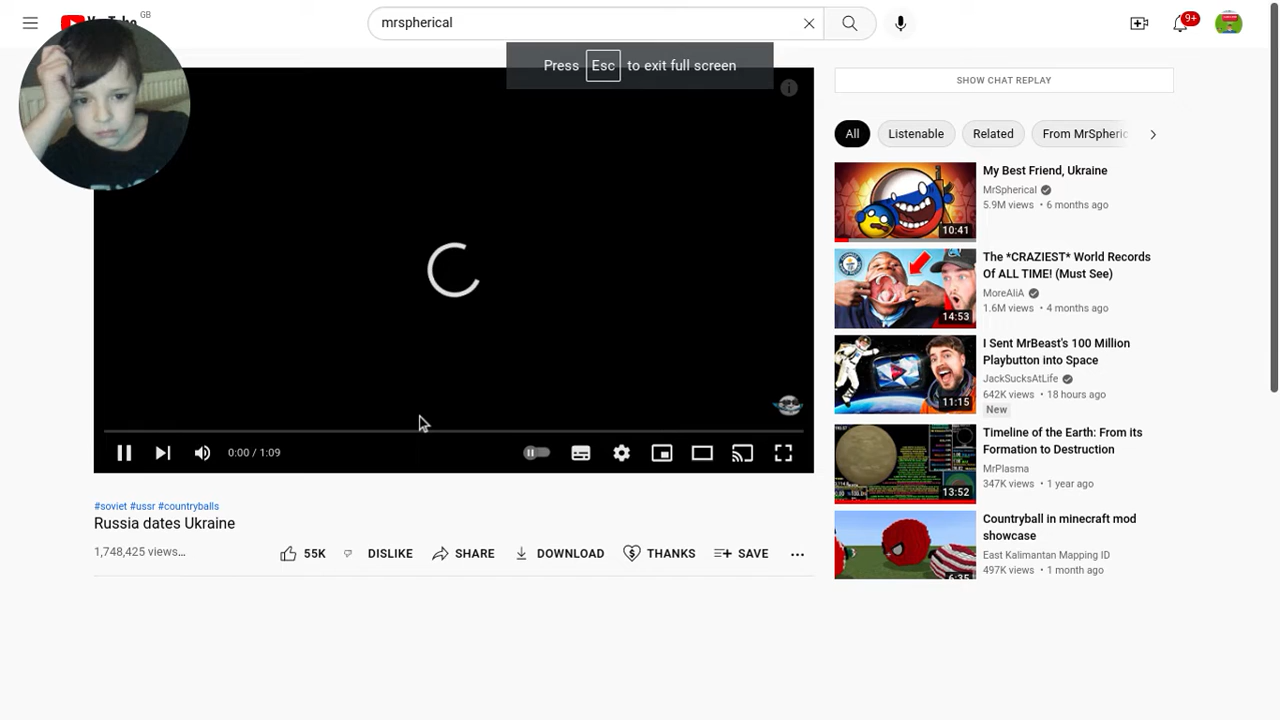 GB
mrspherical
9+
Press Esc to exit full screen
SHOW CHAT REPLAY
All
Listenable
Related
From MrSpheric
My Best Friend, Ukraine
MrSpherical
5.9M views • 6 months ago
10:41
The *CRAZIEST* World Records
Of ALL TIME! (Must See)
MoreAliA
1.6M views • 4 months ago
14:53
I Sent MrBeast's 100 Million
Playbutton into Space
JackSucksAtLife
642K views • 18 hours ago
New
11:15
Timeline of the Earth: From its
Formation to Destruction
MrPlasma
347K views • 1 year ago
13:52
Countryball in minecraft mod
showcase
East Kalimantan Mapping ID
497K views • 1 month ago
6:35
0:00 / 1:09
#soviet #ussr #countryballs
Russia dates Ukraine
1,748,425 views...
55K
DISLIKE
SHARE
DOWNLOAD
THANKS
SAVE